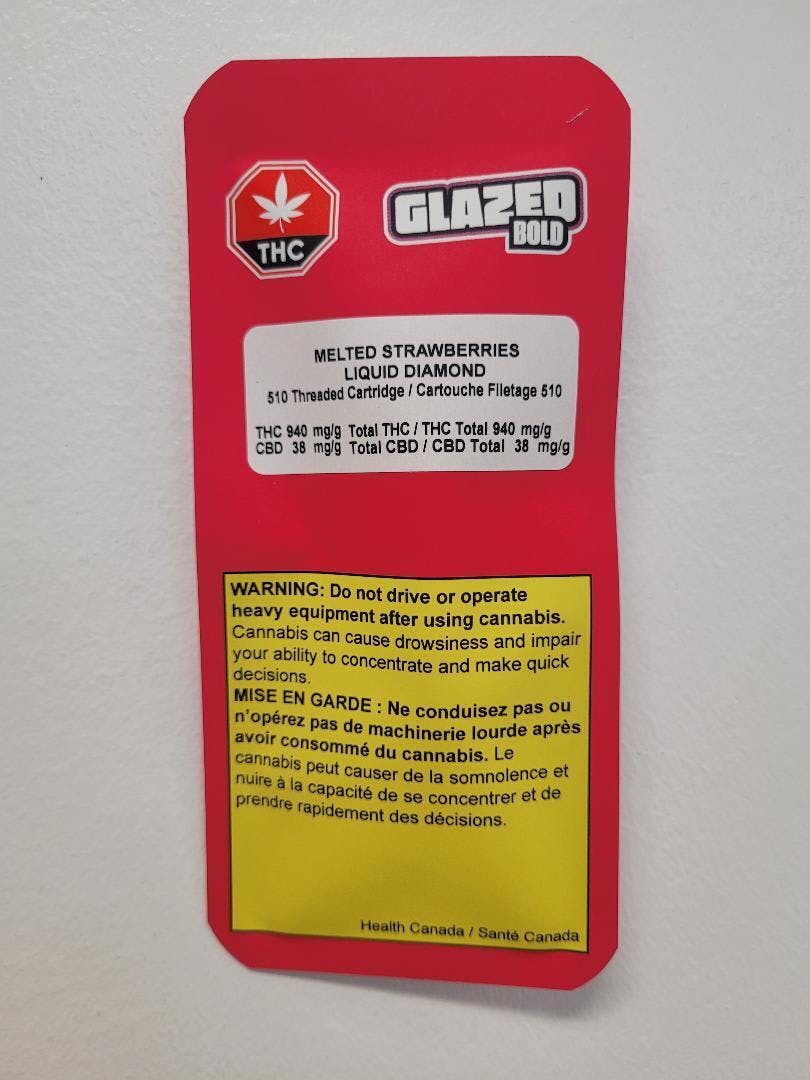 THC
GLAZED
BOLD
MELTED STRAWBERRIES
LIQUID DIAMOND
510 Threaded Cartridge / Cartouche Filetage 510
THC 940 mg/g Total THC / THC Total 940 mg/g
CBD 38 mg/g Total CBD / CBD Total 38 mg/g
WARNING: Do not drive or operate
heavy equipment after using cannabis.
Cannabis can cause drowsiness and impair
your ability to concentrate and make quick
decisions.
MISE EN GARDE : Ne conduisez pas ou
n'opérez pas de machinerie lourde après
avoir consommé du cannabis. Le
cannabis peut causer de la somnolence et
nuire à la capacité de se concentrer et de
prendre rapidement des décisions.
Health Canada / Santé Canada